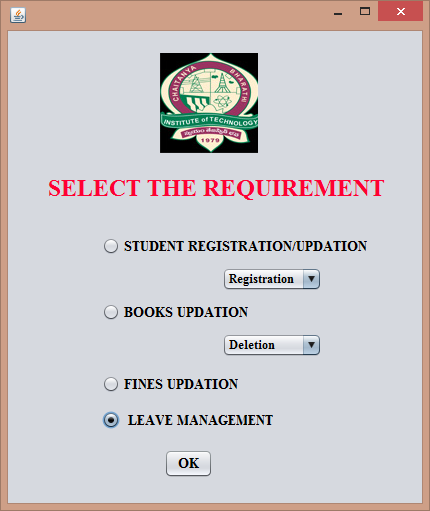 CHAITANYA BHARATHI
INSTITUTE of TECHNOLOGY
1979
SELECT THE REQUIREMENT
STUDENT REGISTRATION/UPDATION
Registration
BOOKS UPDATION
Deletion
FINES UPDATION
LEAVE MANAGEMENT
OK